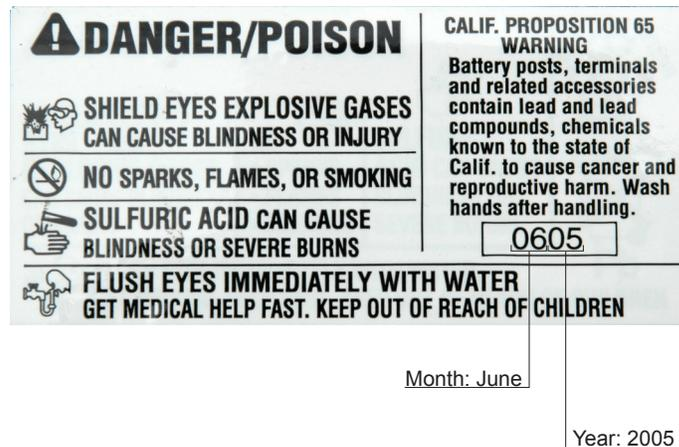 DANGER/POISON
SHIELD EYES EXPLOSIVE GASES
CAN CAUSE BLINDNESS OR INJURY
NO SPARKS, FLAMES, OR SMOKING
SULFURIC ACID CAN CAUSE
BLINDNESS OR SEVERE BURNS
FLUSH EYES IMMEDIATELY WITH WATER
GET MEDICAL HELP FAST. KEEP OUT OF REACH OF CHILDREN
CALIF. PROPOSITION 65
WARNING
Battery posts, terminals
and related accessories
contain lead and lead
compounds, chemicals
known to the state of
Calif. to cause cancer and
reproductive harm. Wash
hands after handling.
0605
Month: June
Year: 2005